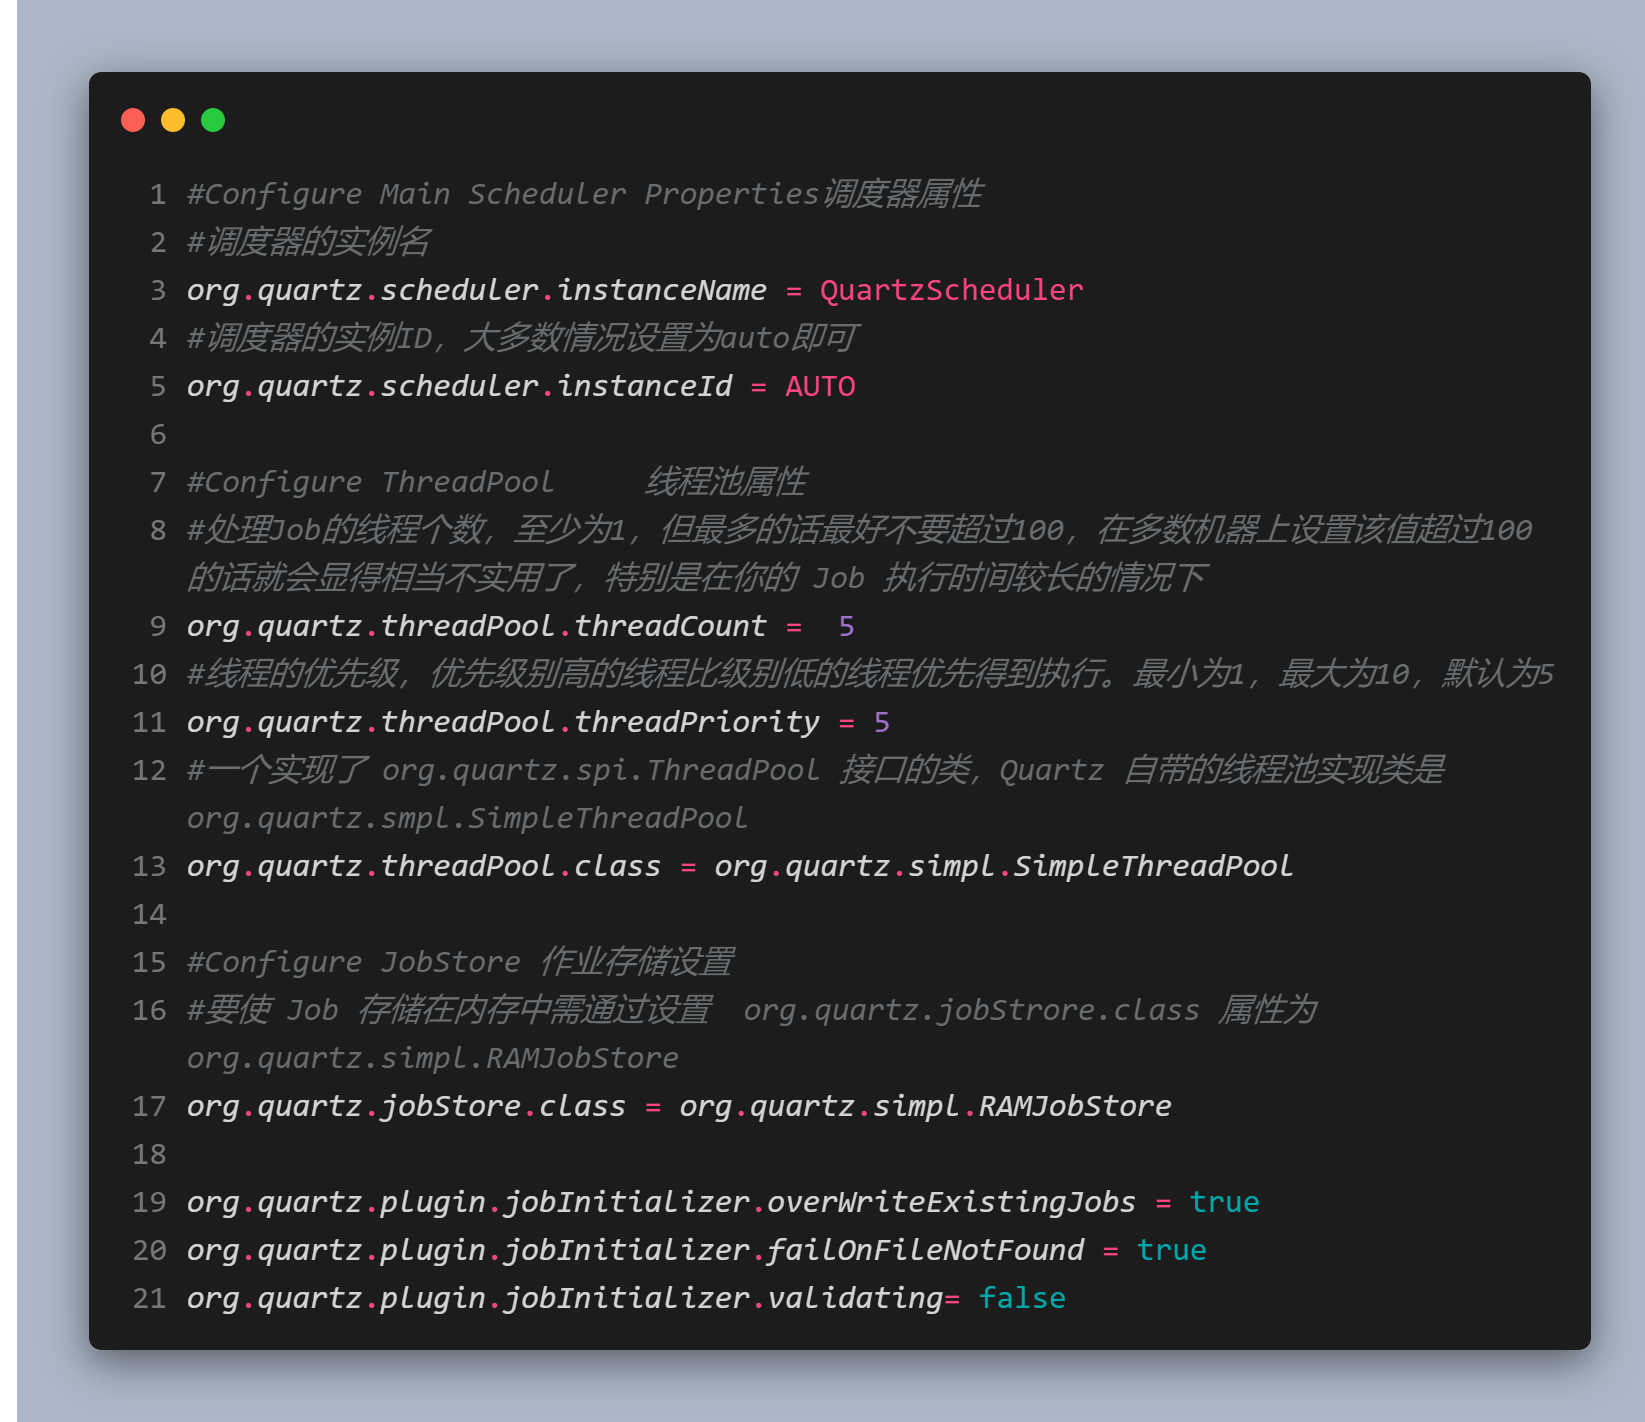 1 #Configure Main Scheduler Properties调度器属性
2 #调度器的实例名
3 org.quartz.scheduler.instanceName = QuartzScheduler
4 #调度器的实例ID, 大多数情况设置为auto即可
5 org.quartz.scheduler.instanceId = AUTO
6
7 #Configure ThreadPool     线程池属性
8 #处理Job的线程个数, 至少为1, 但最多的话最好不要超过100, 在多数机器上设置该值超过100
的话就会显得相当不实用了, 特别是在你的 Job 执行时间较长的情况下
9 org.quartz.threadPool.threadCount =  5
10 #线程的优先级, 优先级别高的线程比级别低的线程优先得到执行。最小为1, 最大为10, 默认为5
11 org.quartz.threadPool.threadPriority = 5
12 #一个实现了 org.quartz.spi.ThreadPool 接口的类, Quartz 自带的线程池实现类是
org.quartz.smpl.SimpleThreadPool
13 org.quartz.threadPool.class = org.quartz.simpl.SimpleThreadPool
14
15 #Configure JobStore 作业存储设置
16 #要使 Job 存储在内存中需通过设置  org.quartz.jobStrore.class 属性为
org.quartz.simpl.RAMJobStore
17 org.quartz.jobStore.class = org.quartz.simpl.RAMJobStore
18
19 org.quartz.plugin.jobInitializer.overWriteExistingJobs = true
20 org.quartz.plugin.jobInitializer.failOnFileNotFound = true
21 org.quartz.plugin.jobInitializer.validating= false